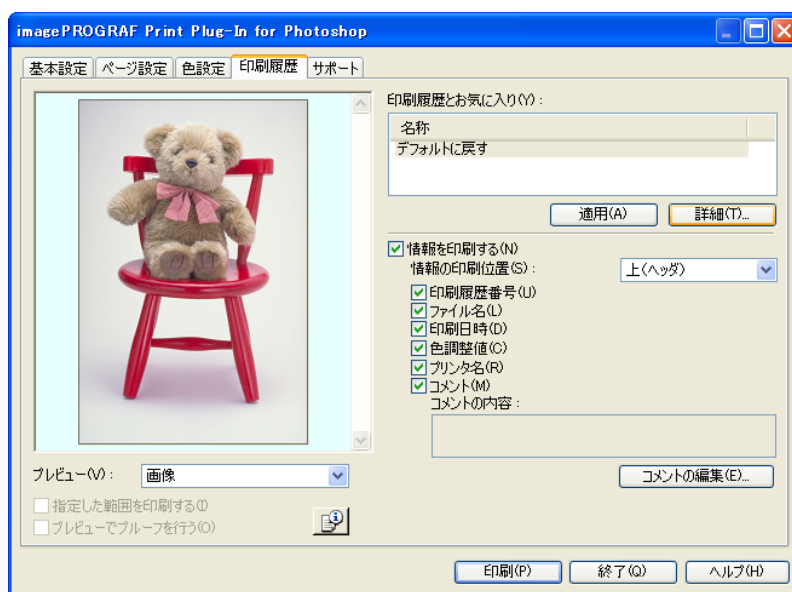 imagePROGRAF Print Plug-In for Photoshop
基本設定 ページ設定 色設定 印刷履歴 サポート
印刷履歴とお気に入り(Y):
名称
デフォルトに戻す
適用(A) 詳細(T)...
情報を印刷する(N)
情報の印刷位置(S): 上(ヘッダ)
印刷履歴番号(U)
ファイル名(L)
印刷日時(D)
色調整値(C)
プリンタ名(R)
コメント(M)
コメントの内容:
コメントの編集(E)...
プレビュー(V): 画像
指定した範囲を印刷する(I)
プレビューでプルーフを行う(O)
印刷(P) 終了(Q) ヘルプ(H)